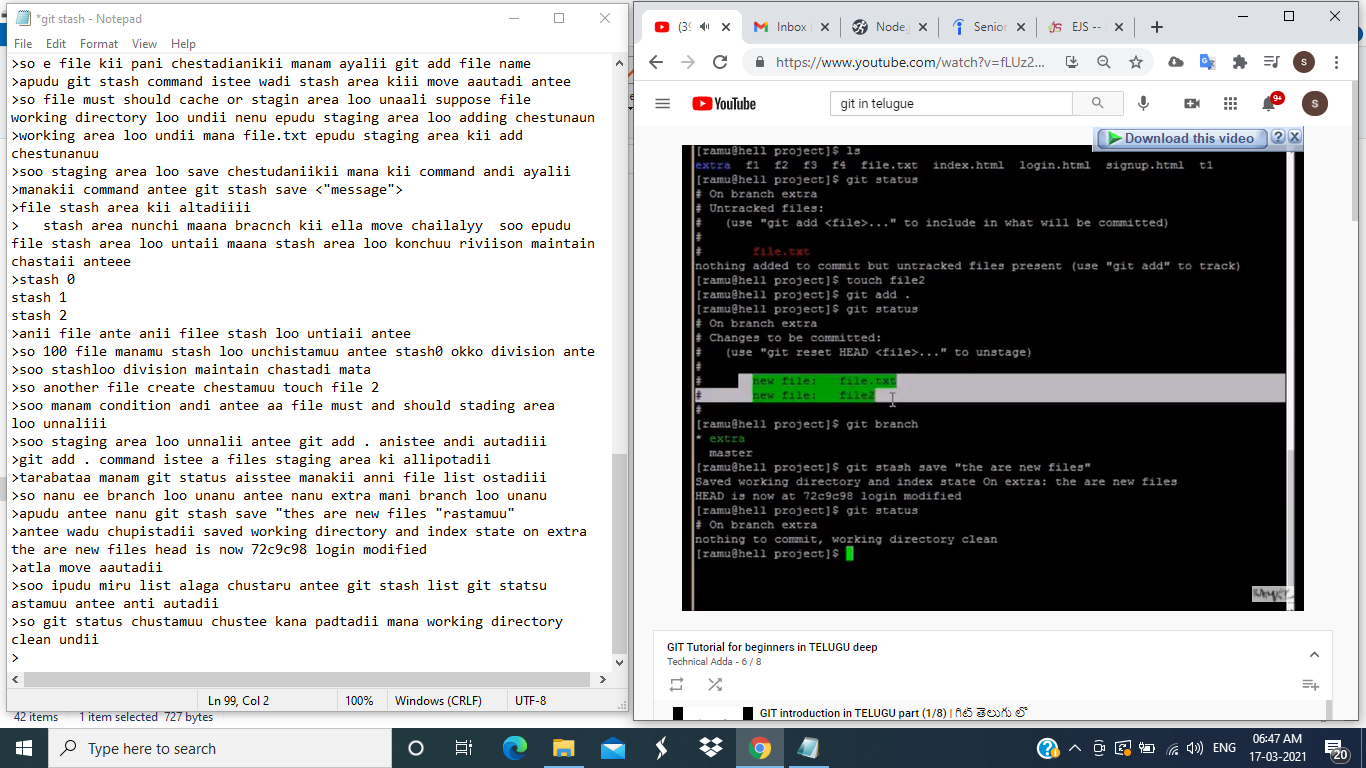 *git stash - Notepad
File Edit Format View Help
>so e file kii pani chestadianikii manam ayalii git add file name
>apudu git stash command istee wadi stash area kiii move aautadi antee
>so file must should cache or stagin area loo unaali suppose file
working directory loo undii nenu epudu staging area loo adding chestunaun
>working area loo undii mana file.txt epudu staging area kii add
chestunanuu
>soo staging area loo save chestudaniikii mana kii command andi ayalii
>manakii command antee git stash save <"message">
>file stash area kii altadiiii
> stash area nunchi maana bracnch kii ella move chailalyy soo epudu
file stash area loo untaii maana stash area loo konchuu riviison maintain
chastaii anteee
>stash 0
stash 1
stash 2
>anii file ante anii filee stash loo untiaii antee
>so 100 file manamu stash loo unchistamuu antee stash0 okko division ante
>soo stashloo division maintain chastadi mata
>so another file create chestamuu touch file 2
>soo manam condition andi antee aa file must and should stading area
loo unnaliii
>soo staging area loo unnalii antee git add . anistee andi autadiii
>git add . command istee a files staging area ki allipotadii
>tarabataa manam git status aisstee manakii anni file list ostadiii
>so nanu ee branch loo unanu antee nanu extra mani branch loo unanu
>apudu antee nanu git stash save "thes are new files "rastamuu"
>antee wadu chupistadii saved working directory and index state on extra
the are new files head is now 72c9c98 login modified
>atla move aautadii
>soo ipudu miru list alaga chustaru antee git stash list git statsu
astamuu antee anti autadii
>so git status chustamuu chustee kana padtadii mana working directory
clean undii
>
Ln 99, Col 2 100% Windows (CRLF) UTF-8
42 items 1 item selected 727 bytes
(39 Inbox Node. Senior EJS --
https://www.youtube.com/watch?v=fLUz2... S
YouTube git in telugue 9+ S
Download this video ? X
[ramu@hell project]$ ls
extra f1 f2 f3 f4 file.txt index.html login.html signup.html t1
[ramu@hell project]$ git status
# On branch extra
# Untracked files:
# (use "git add <file>..." to include in what will be committed)
#
# file.txt
nothing added to commit but untracked files present (use "git add" to track)
[ramu@hell project]$ touch file2
[ramu@hell project]$ git add .
[ramu@hell project]$ git status
# On branch extra
# Changes to be committed:
# (use "git reset HEAD <file>..." to unstage)
#
# new file: file.txt
# new file: file2
#
[ramu@hell project]$ git branch
* extra
master
[ramu@hell project]$ git stash save "the are new files"
Saved working directory and index state On extra: the are new files
HEAD is now at 72c9c98 login modified
[ramu@hell project]$ git status
# On branch extra
nothing to commit, working directory clean
[ramu@hell project]$
GIT Tutorial for beginners in TELUGU deep
Technical Adda - 6 / 8
GIT introduction in TELUGU part (1/8) | గిట్ తెలుగు లో
Type here to search
ENG
06:47 AM
17-03-2021
20